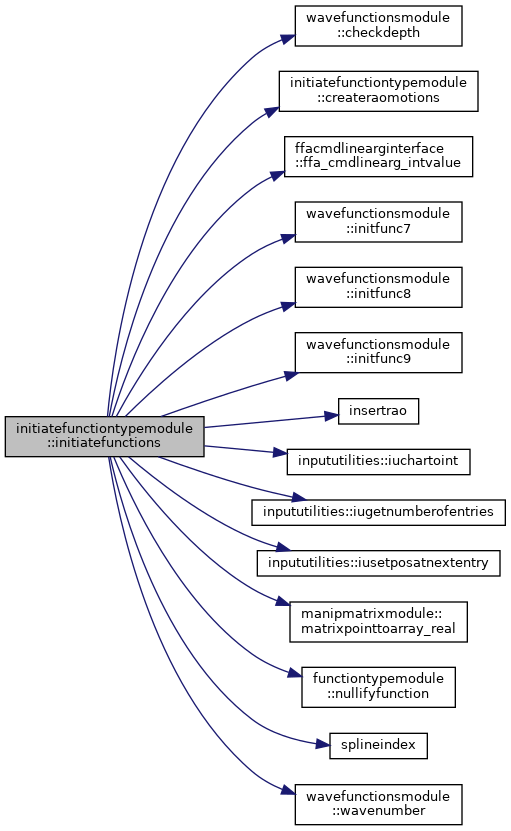 wavefunctionsmodule
::checkdepth
initiatefunctiontypemodule
::createraomotions
ffacmdlinearginterface
::ffa_cmdlinearg_intvalue
wavefunctionsmodule
::initfunc7
wavefunctionsmodule
::initfunc8
wavefunctionsmodule
::initfunc9
insertrao
initiatefunctiontypemodule
::initiatefunctions
inpututilities::iuchartoint
inpututilities::iugetnumberofentries
inpututilities::iusetposatnextentry
manipmatrixmodule::
matrixpointtoarray_real
functiontypemodule
::nullifyfunction
splineindex
wavefunctionsmodule
::wavenumber